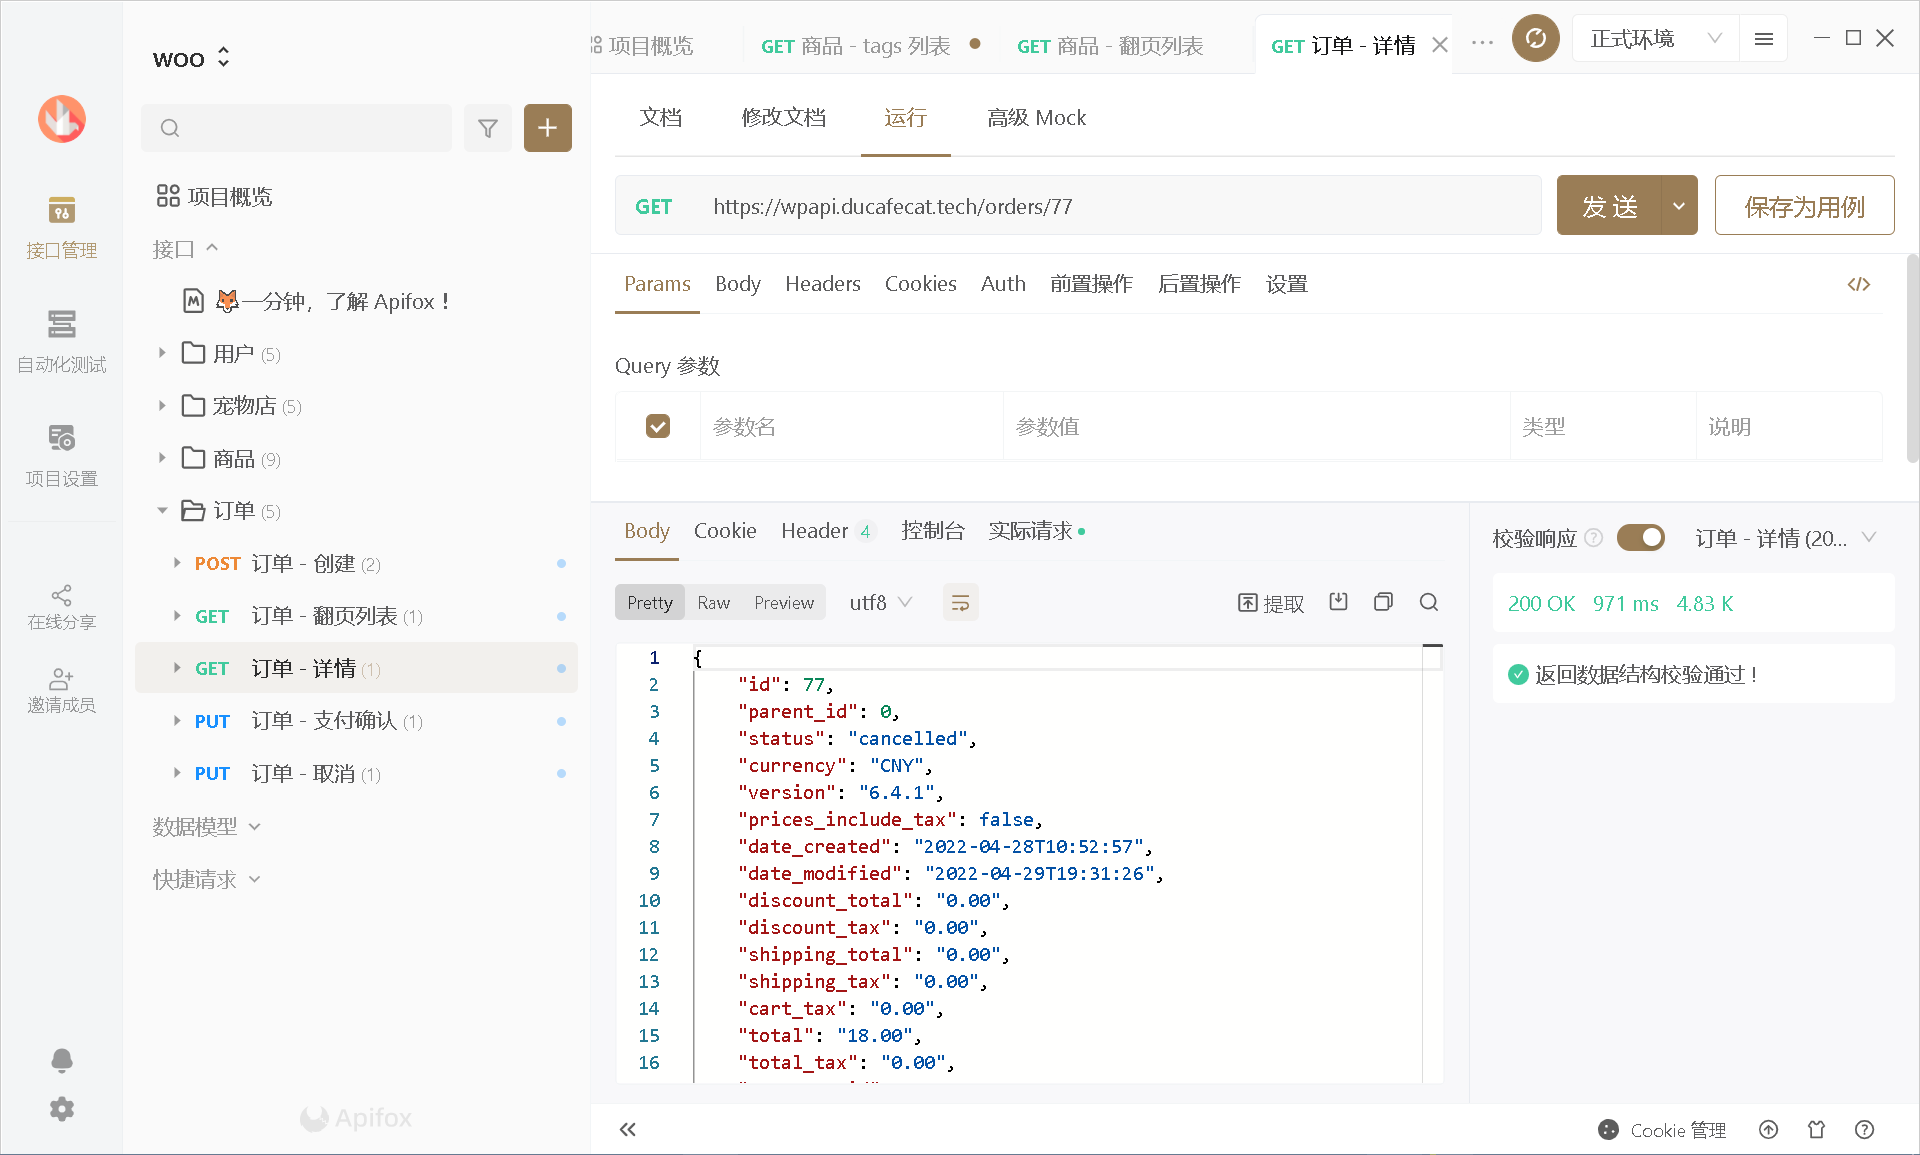 WOO
项目概览
GET 商品 - tags 列表
GET 商品 - 翻页列表
GET 订单 - 详情
正式环境
接口管理
自动化测试
项目设置
在线分享
邀请成员
项目概览
接口
一分钟，了解 Apifox！
用户 (5)
宠物店 (5)
商品 (9)
订单 (5)
POST 订单 - 创建 (2)
GET 订单 - 翻页列表 (1)
GET 订单 - 详情 (1)
PUT 订单 - 支付确认 (1)
PUT 订单 - 取消 (1)
数据模型
快捷请求
Apifox
文档 修改文档 运行 高级 Mock
GET https://wpapi.ducafecat.tech/orders/77
发 送
保存为用例
Params Body Headers Cookies Auth 前置操作 后置操作 设置
Query 参数
参数名 参数值 类型 说明
Body Cookie Header 4 控制台 实际请求
Pretty Raw Preview utf8
提取
1 {
2 "id": 77,
3 "parent_id": 0,
4 "status": "cancelled",
5 "currency": "CNY",
6 "version": "6.4.1",
7 "prices_include_tax": false,
8 "date_created": "2022-04-28T10:52:57",
9 "date_modified": "2022-04-29T19:31:26",
10 "discount_total": "0.00",
11 "discount_tax": "0.00",
12 "shipping_total": "0.00",
13 "shipping_tax": "0.00",
14 "cart_tax": "0.00",
15 "total": "18.00",
16 "total_tax": "0.00",
校验响应
订单 - 详情 (20...
200 OK 971 ms 4.83 K
返回数据结构校验通过！
Cookie 管理